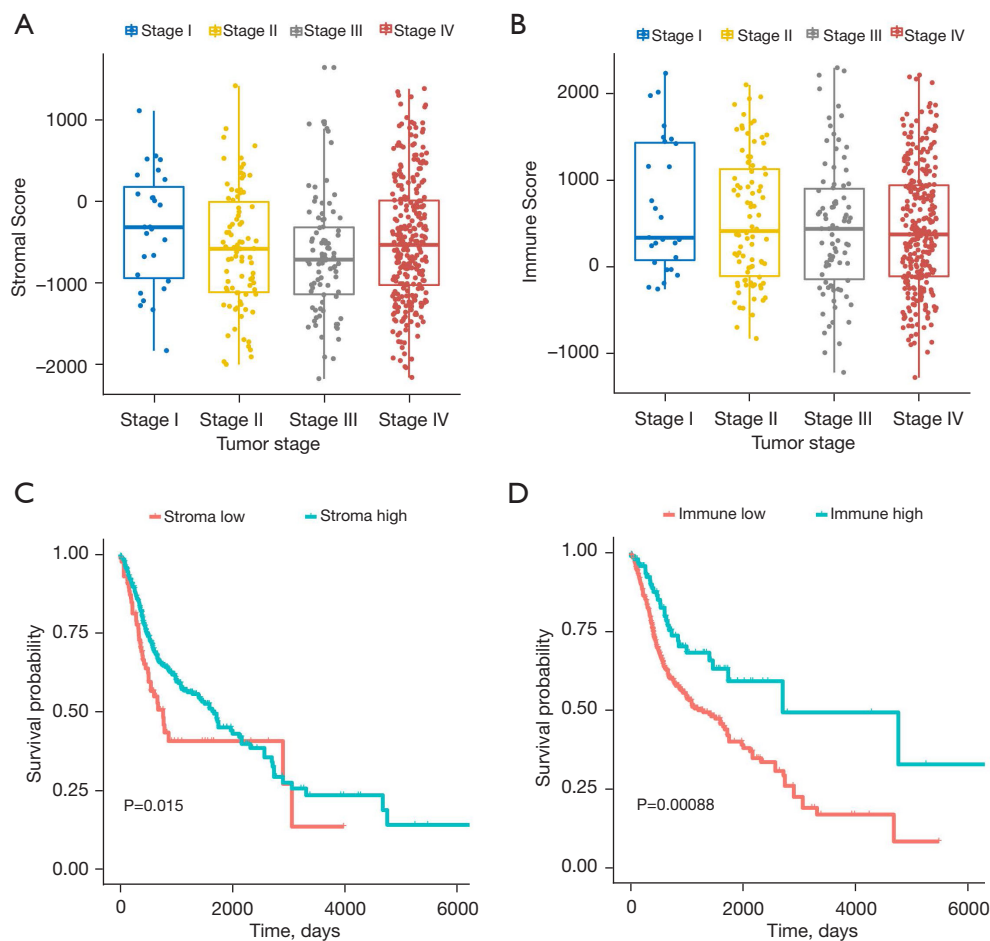 A
Stage I Stage II Stage III Stage IV
Stromal Score
1000
0
−1000
−2000
Stage I Stage II Stage III Stage IV
Tumor stage
B
Stage I Stage II Stage III Stage IV
Immune Score
2000
1000
0
−1000
Stage I Stage II Stage III Stage IV
Tumor stage
C
Stroma low Stroma high
Survival probability
1.00
0.75
0.50
0.25
0.00
P=0.015
0 2000 4000 6000
Time, days
D
Immune low Immune high
Survival probability
1.00
0.75
0.50
0.25
0.00
P=0.00088
0 2000 4000 6000
Time, days